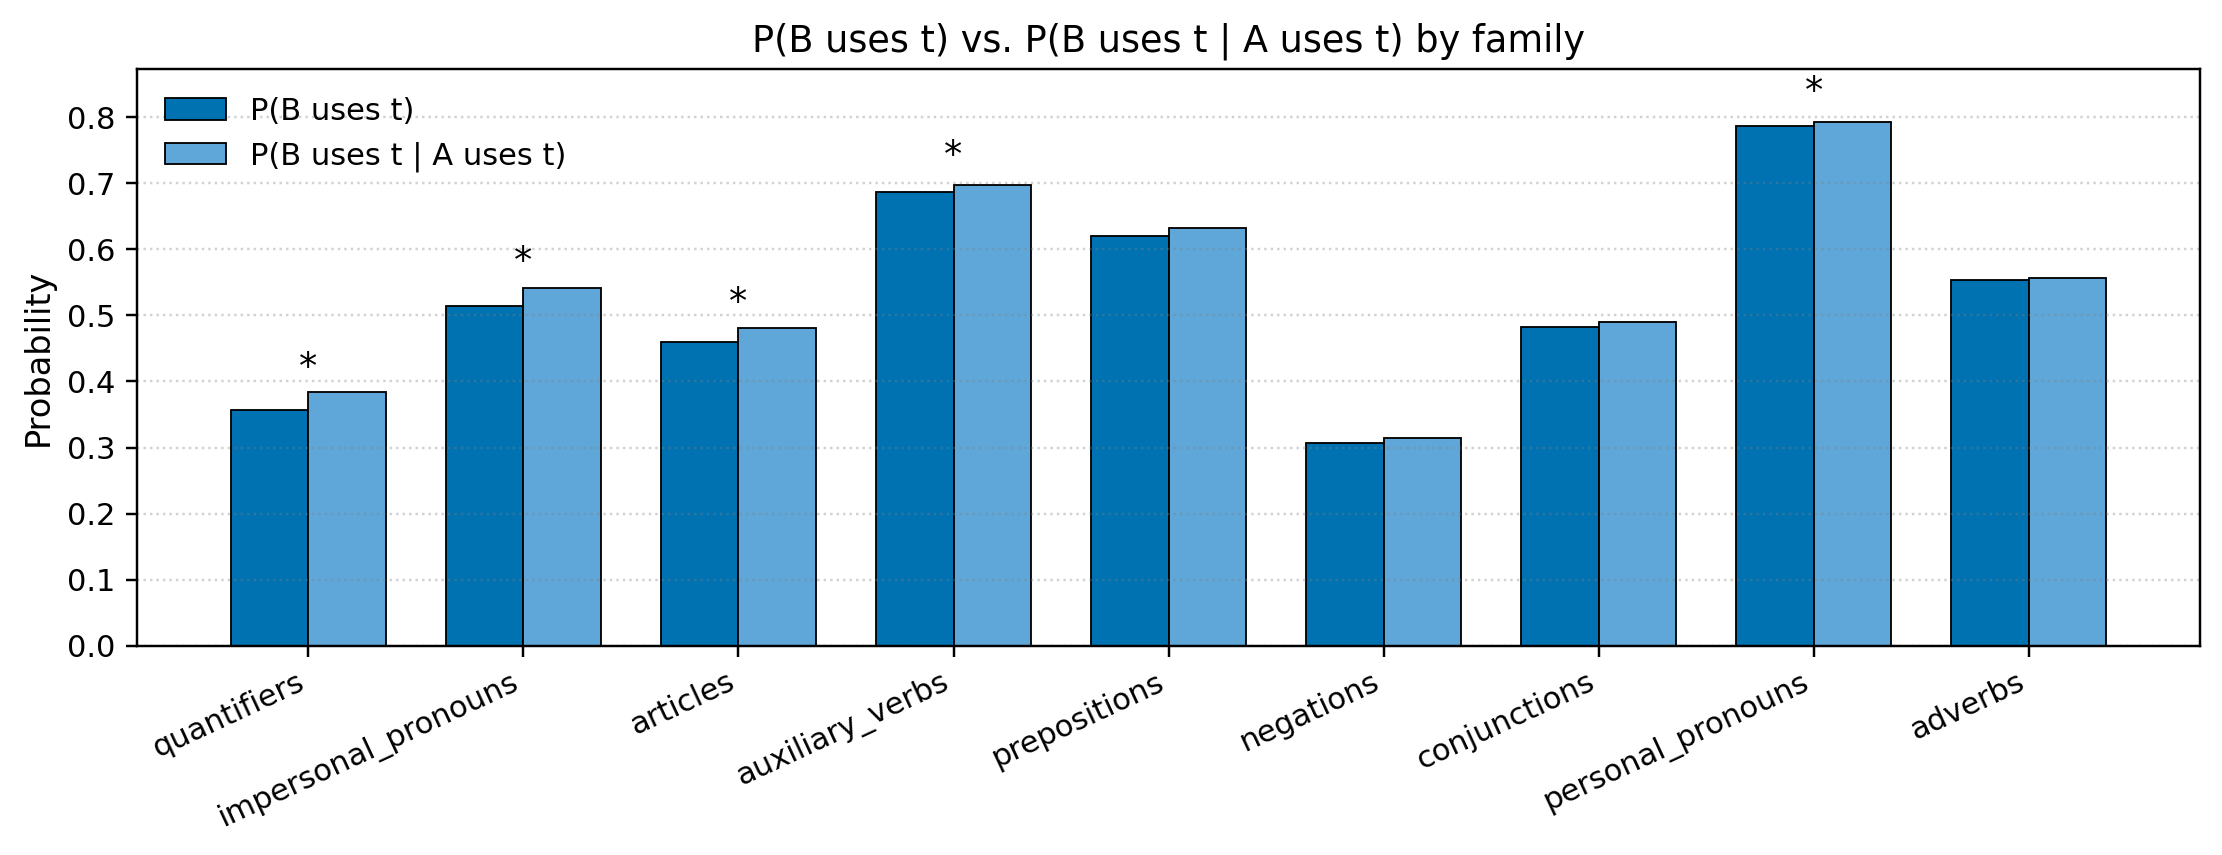 P(B uses t) vs. P(B uses t | A uses t) by family
P(B uses t)
P(B uses t | A uses t)
Probability
0.8
0.7
0.6
0.5
0.4
0.3
0.2
0.1
0.0
*
*
*
*
*
quantifiers
impersonal_pronouns
articles
auxiliary_verbs
prepositions
negations
conjunctions
personal_pronouns
adverbs